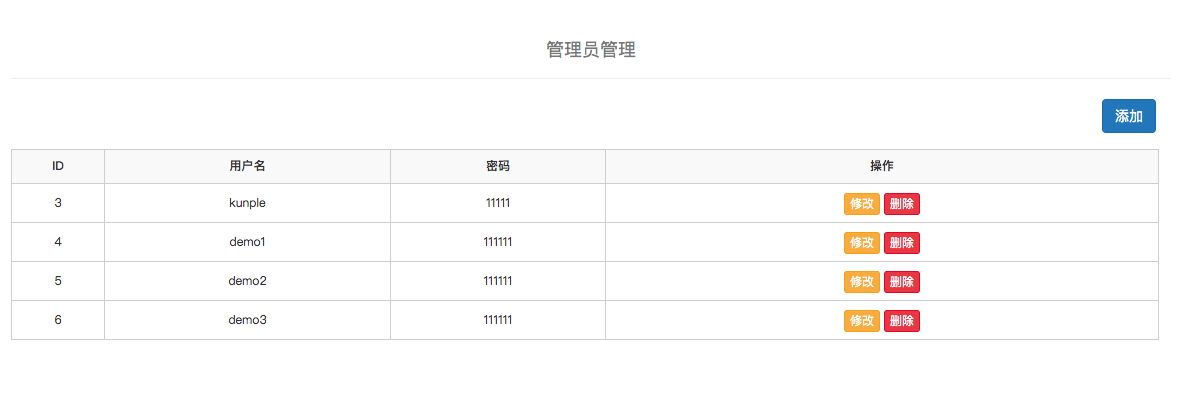 管理员管理
添加
ID 用户名 密码 操作
3 kunple 11111 修改 删除
4 demo1 111111 修改 删除
5 demo2 111111 修改 删除
6 demo3 111111 修改 删除